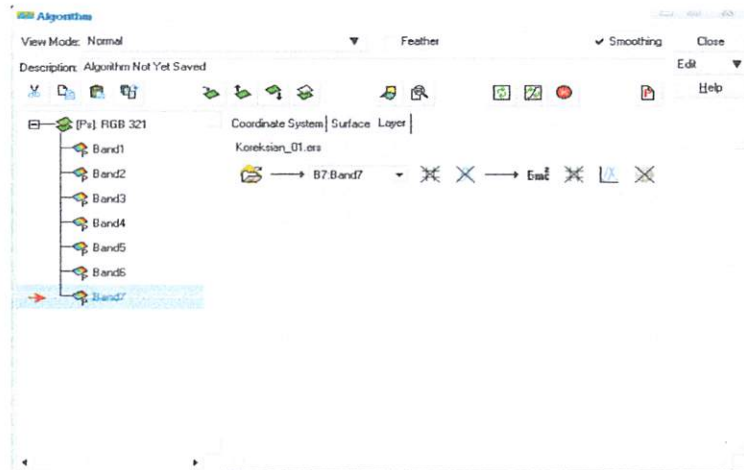 Algorithm
View Mode: Normal Feather Smoothing Close
Description: Algorithm Not Yet Saved Edit
Help
[Ps] RGB 321 Coordinate System Surface Layer
Band1 Koreksian_01.ers
Band2 B7:Band7 Emc²
Band3
Band4
Band5
Band6
Band7